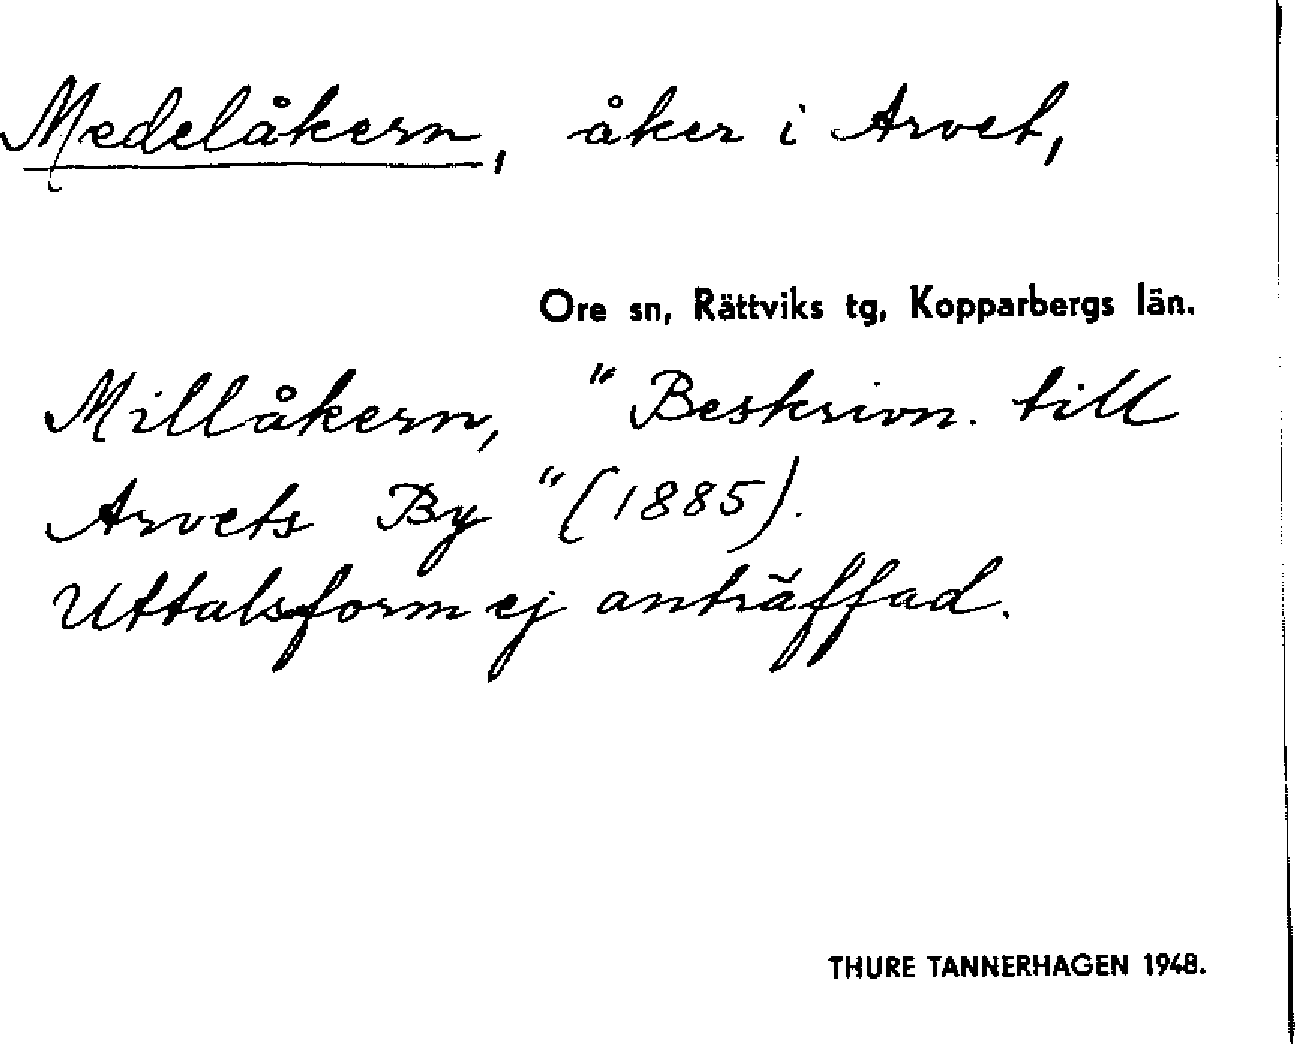 Medelåkern, åker i Arvet,
Ore sn, Rättviks tg, Kopparbergs län.
Millåkern, "Beskrivn. till
Arvets By" (1885).
Uttalsform ej anträffad.
THURE TANNERHAGEN 1948.